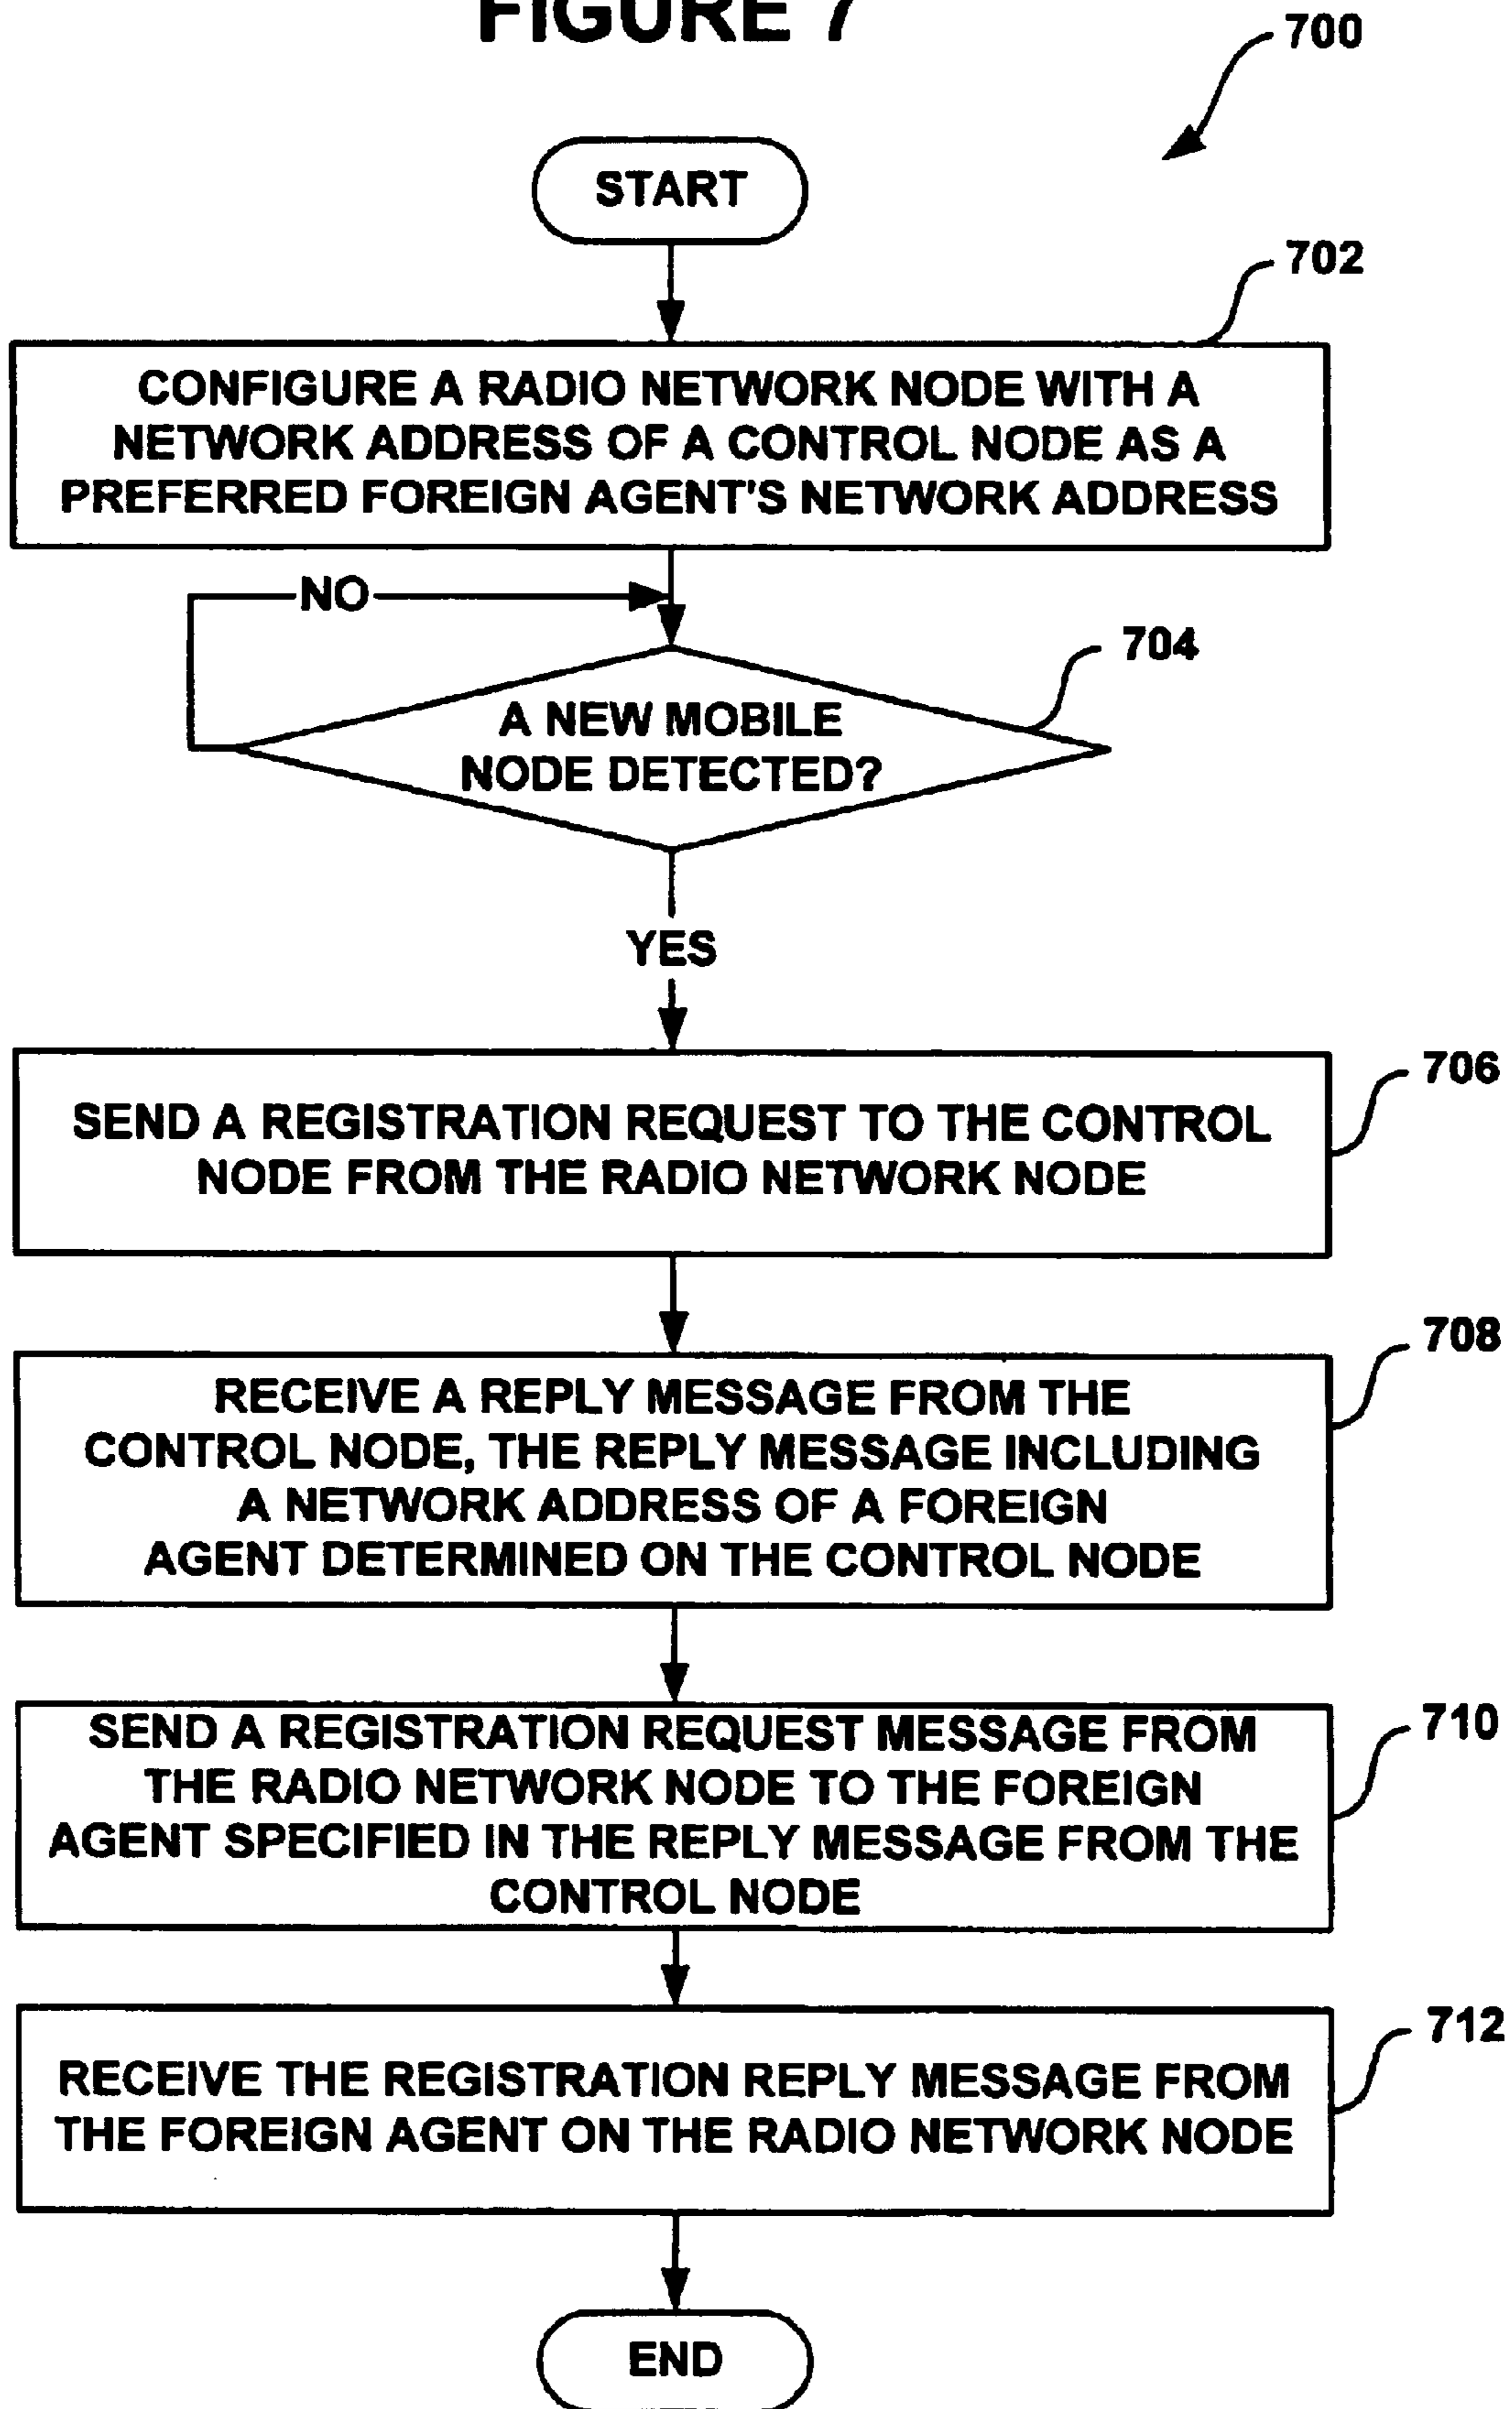 FIGURE 7
700
START
702
CONFIGURE A RADIO NETWORK NODE WITH A
NETWORK ADDRESS OF A CONTROL NODE AS A
PREFERRED FOREIGN AGENT'S NETWORK ADDRESS
NO
704
A NEW MOBILE
NODE DETECTED?
YES
706
SEND A REGISTRATION REQUEST TO THE CONTROL
NODE FROM THE RADIO NETWORK NODE
708
RECEIVE A REPLY MESSAGE FROM THE
CONTROL NODE, THE REPLY MESSAGE INCLUDING
A NETWORK ADDRESS OF A FOREIGN
AGENT DETERMINED ON THE CONTROL NODE
710
SEND A REGISTRATION REQUEST MESSAGE FROM
THE RADIO NETWORK NODE TO THE FOREIGN
AGENT SPECIFIED IN THE REPLY MESSAGE FROM THE
CONTROL NODE
712
RECEIVE THE REGISTRATION REPLY MESSAGE FROM
THE FOREIGN AGENT ON THE RADIO NETWORK NODE
END